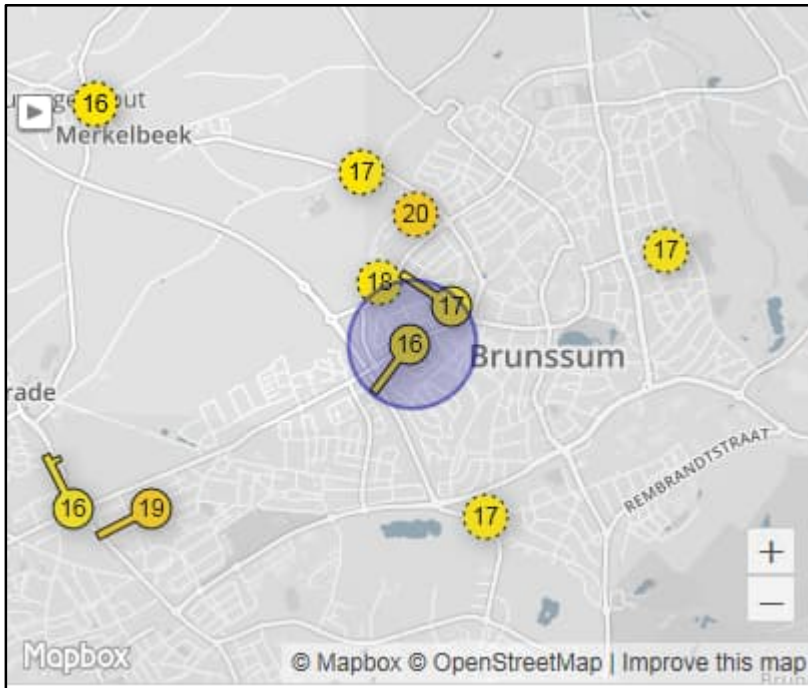 16
Merkelbeek
17
20
17
18
17
16
Brunssum
rade
REMBRANDTSTRAAT
16
19
17
+
−
Mapbox
© Mapbox © OpenStreetMap | Improve this map